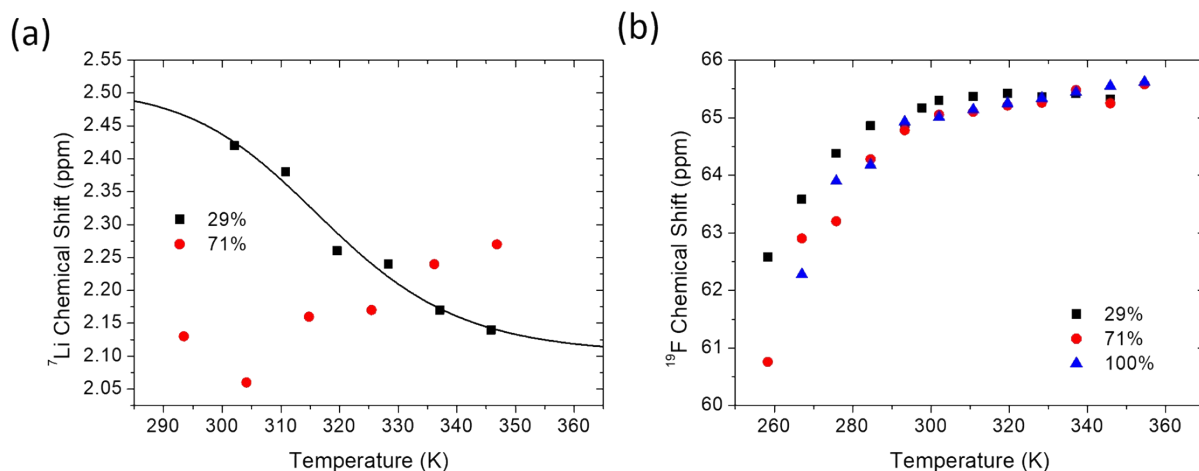 (a)
2.55
2.50
2.45
2.40
2.35
2.30
2.25
2.20
2.15
2.10
2.05
⁷Li Chemical Shift (ppm)
29%
71%
290 300 310 320 330 340 350 360
Temperature (K)
(b)
66
65
64
63
62
61
60
¹⁹F Chemical Shift (ppm)
29%
71%
100%
260 280 300 320 340 360
Temperature (K)